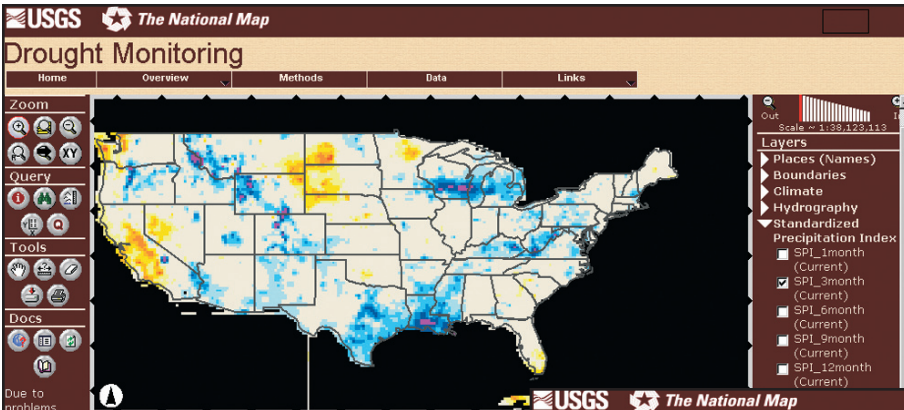 USGS The National Map
Drought Monitoring
Home Overview Methods Data Links
Zoom
XY
Query
Q
Tools
Docs
Due to
problems
Out In
Scale ~ 1:38,123,113
Layers
Places (Names)
Boundaries
Climate
Hydrography
Standardized
Precipitation Index
SPI_1month
(Current)
SPI_3month
(Current)
SPI_6month
(Current)
SPI_9month
(Current)
SPI_12month
(Current)
USGS The National Map